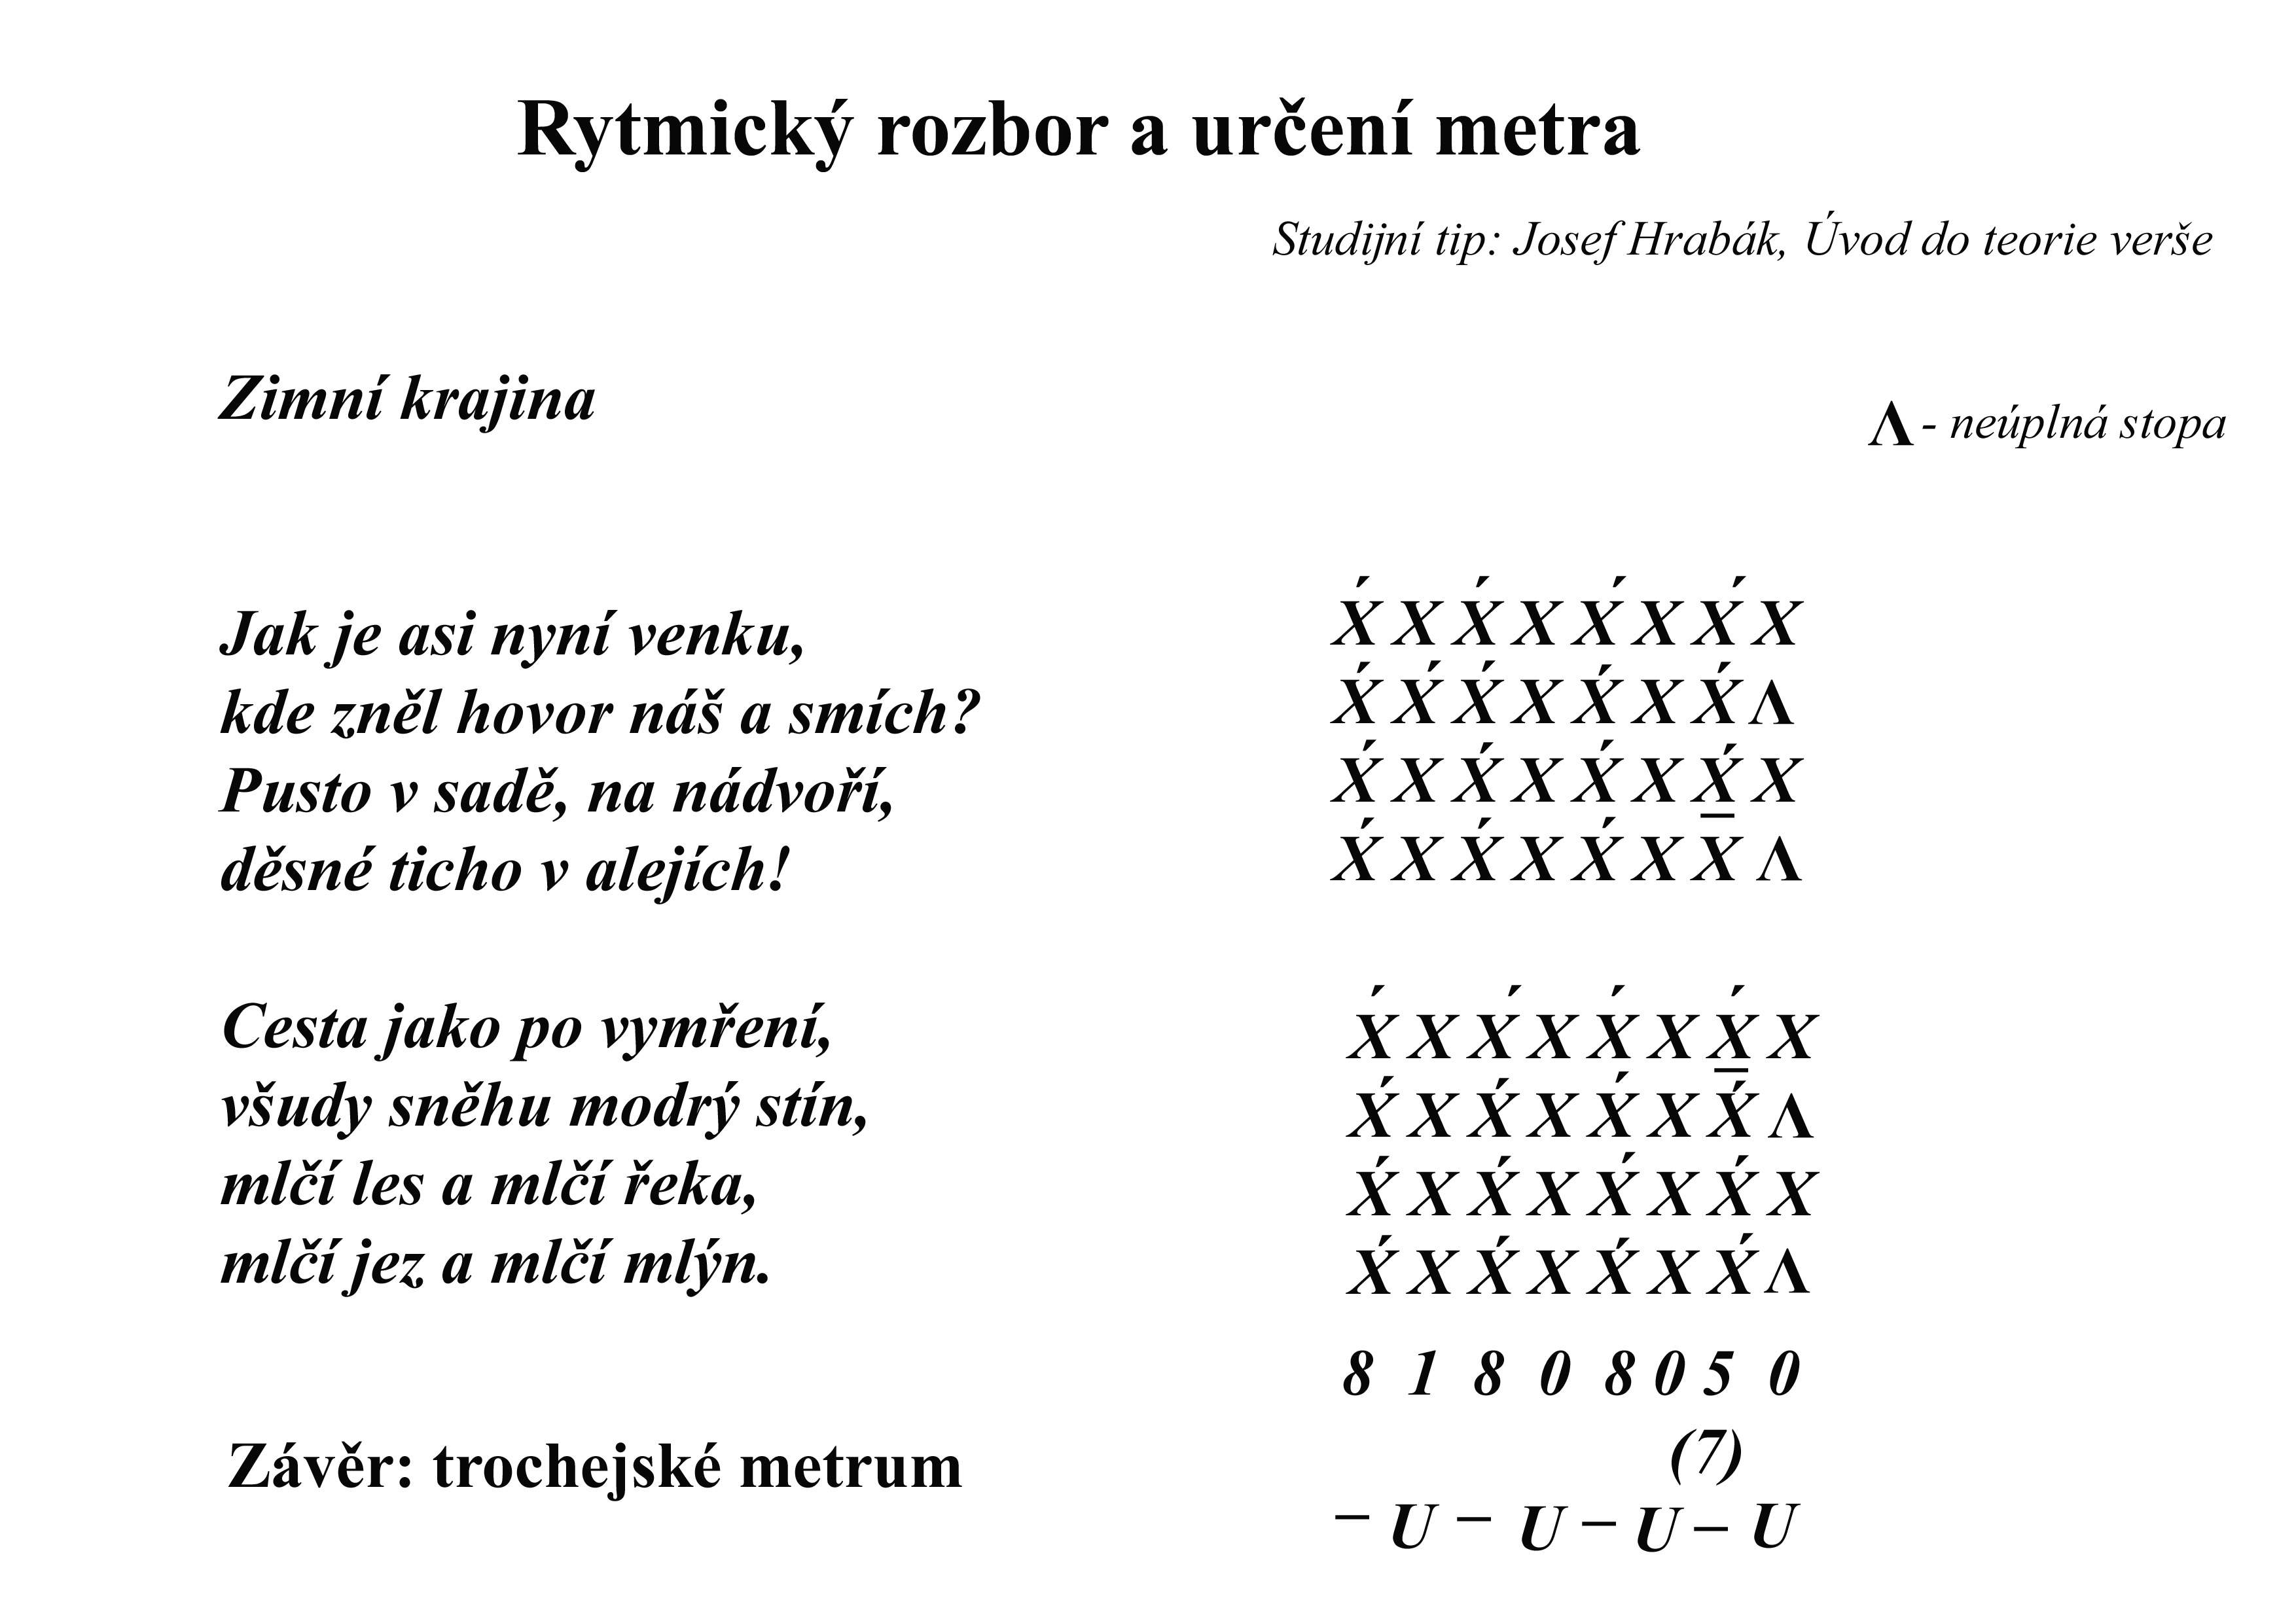 Rytmický rozbor a určení metra
Studijní tip: Josef Hrabák, Úvod do teorie verše
Zimní krajina
Λ - neúplná stopa
Jak je asi nyní venku,
kde zněl hovor náš a smích?
Pusto v sadě, na nádvoří,
děsné ticho v alejích!
X́ X X́ X X́ X X́ X
X́ X́ X́ X X́ X X́ Λ
X́ X X́ X X́ X X̱́ X
X́ X X́ X X́ X X Λ
Cesta jako po vymření,
všudy sněhu modrý stín,
mlčí les a mlčí řeka,
mlčí jez a mlčí mlýn.
X́ X X́ X X́ X X̱́ X
X́ X X́ X X́ X X́ Λ
X́ X X́ X X́ X X́ X
X́ X X́ X X́ X X́ Λ
8 1 8 0 8 0 5 0
(7)
Závěr: trochejské metrum
– U – U – U – U